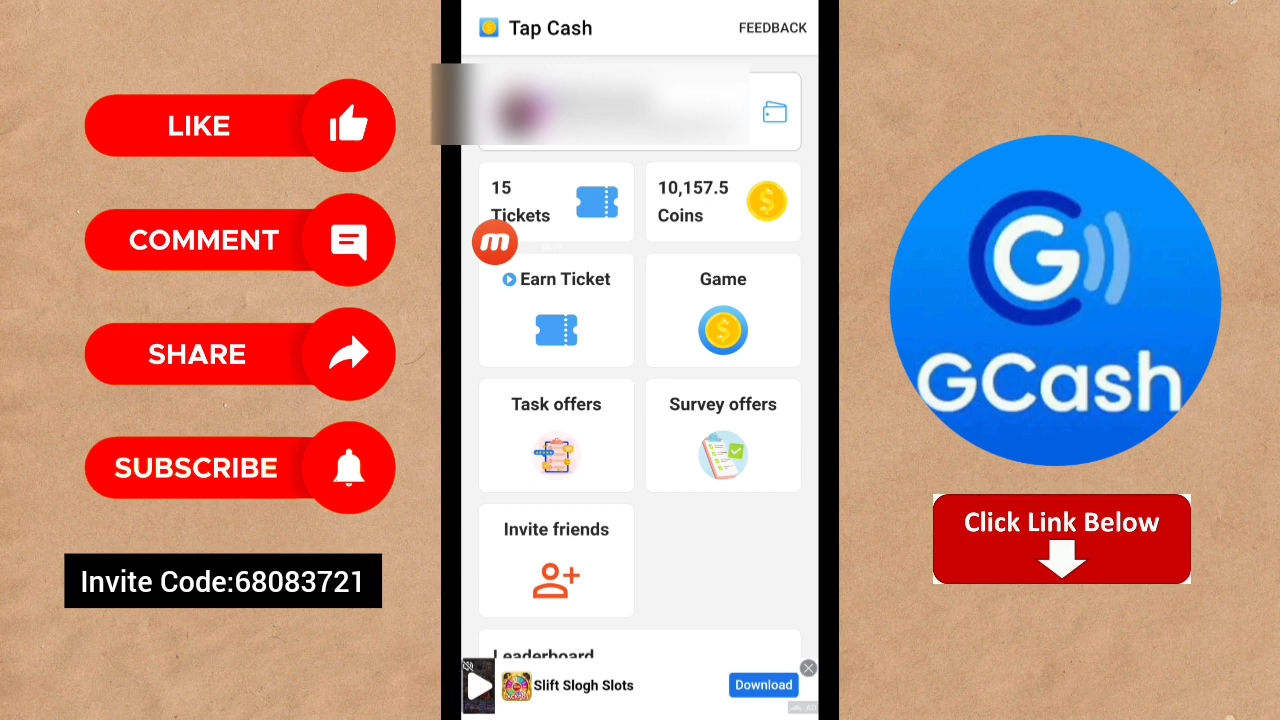 LIKE
COMMENT
SHARE
SUBSCRIBE
Invite Code:68083721
Tap Cash
FEEDBACK
15
Tickets
10,157.5
Coins
m
Earn Ticket
Game
Task offers
Survey offers
Invite friends
Leaderboard
Slift Slogh Slots
Download
G
GCash
Click Link Below